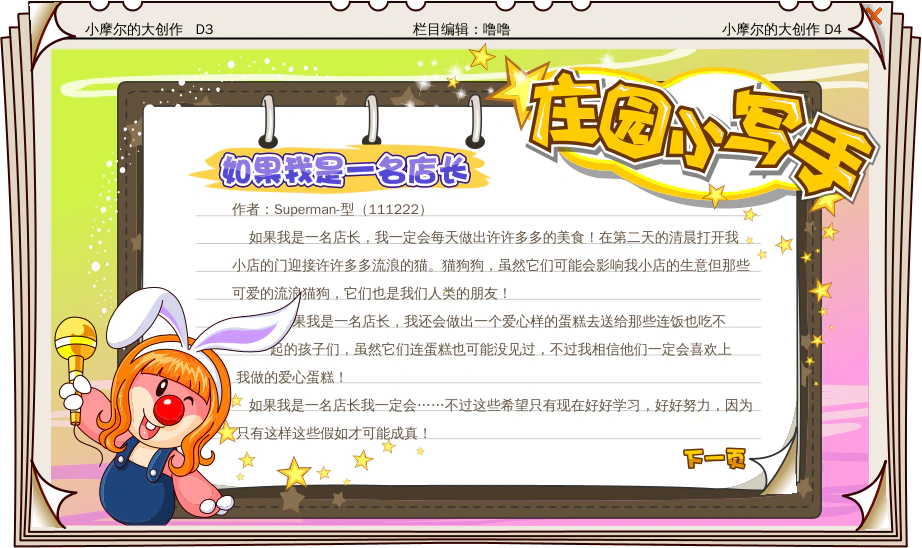 小摩尔的大创作 D3
栏目编辑：噜噜
小摩尔的大创作 D4
庄园小写手
如果我是一名店长
作者：Superman-型（111222）
如果我是一名店长，我一定会每天做出许许多多的美食！在第二天的清晨打开我
小店的门迎接许许多多流浪的猫。猫狗狗，虽然它们可能会影响我小店的生意但那些
可爱的流浪猫狗，它们也是我们人类的朋友！
果我是一名店长，我还会做出一个爱心样的蛋糕去送给那些连饭也吃不
起的孩子们，虽然它们连蛋糕也可能没见过，不过我相信他们一定会喜欢上
我做的爱心蛋糕！
如果我是一名店长我一定会……不过这些希望只有现在好好学习，好好努力，因为
只有这样这些假如才可能成真！
下一页